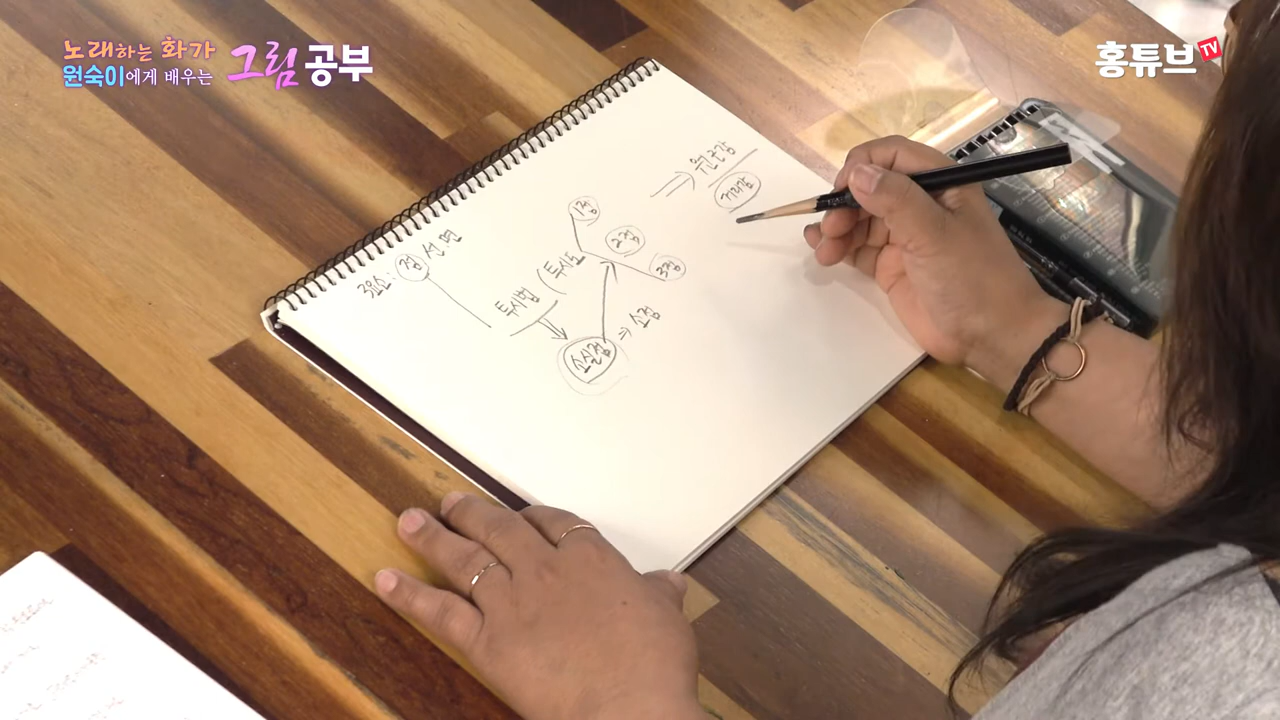 노래하는 화가
원숙이에게 배우는 그림 공부
홍튜브 TV
3요소: 점 선 면
투시법 (투시도
1점
2점
3점
소실점 ⇒ 소점
⇒ 원근감
거리감